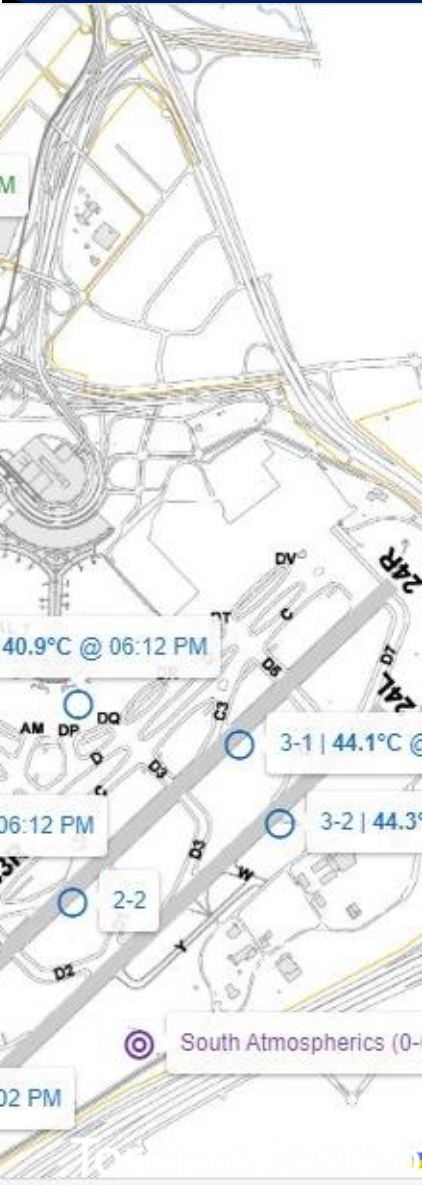 M
DV
24R
DT
C
40.9°C @ 06:12 PM
D5
D7
24L
C3
DQ
AM
DP
3-1 | 44.1°C @
D
D3
C
06:12 PM
3-2 | 44.3°
D3
W
2-2
Y
D2
South Atmospherics (0-
02 PM